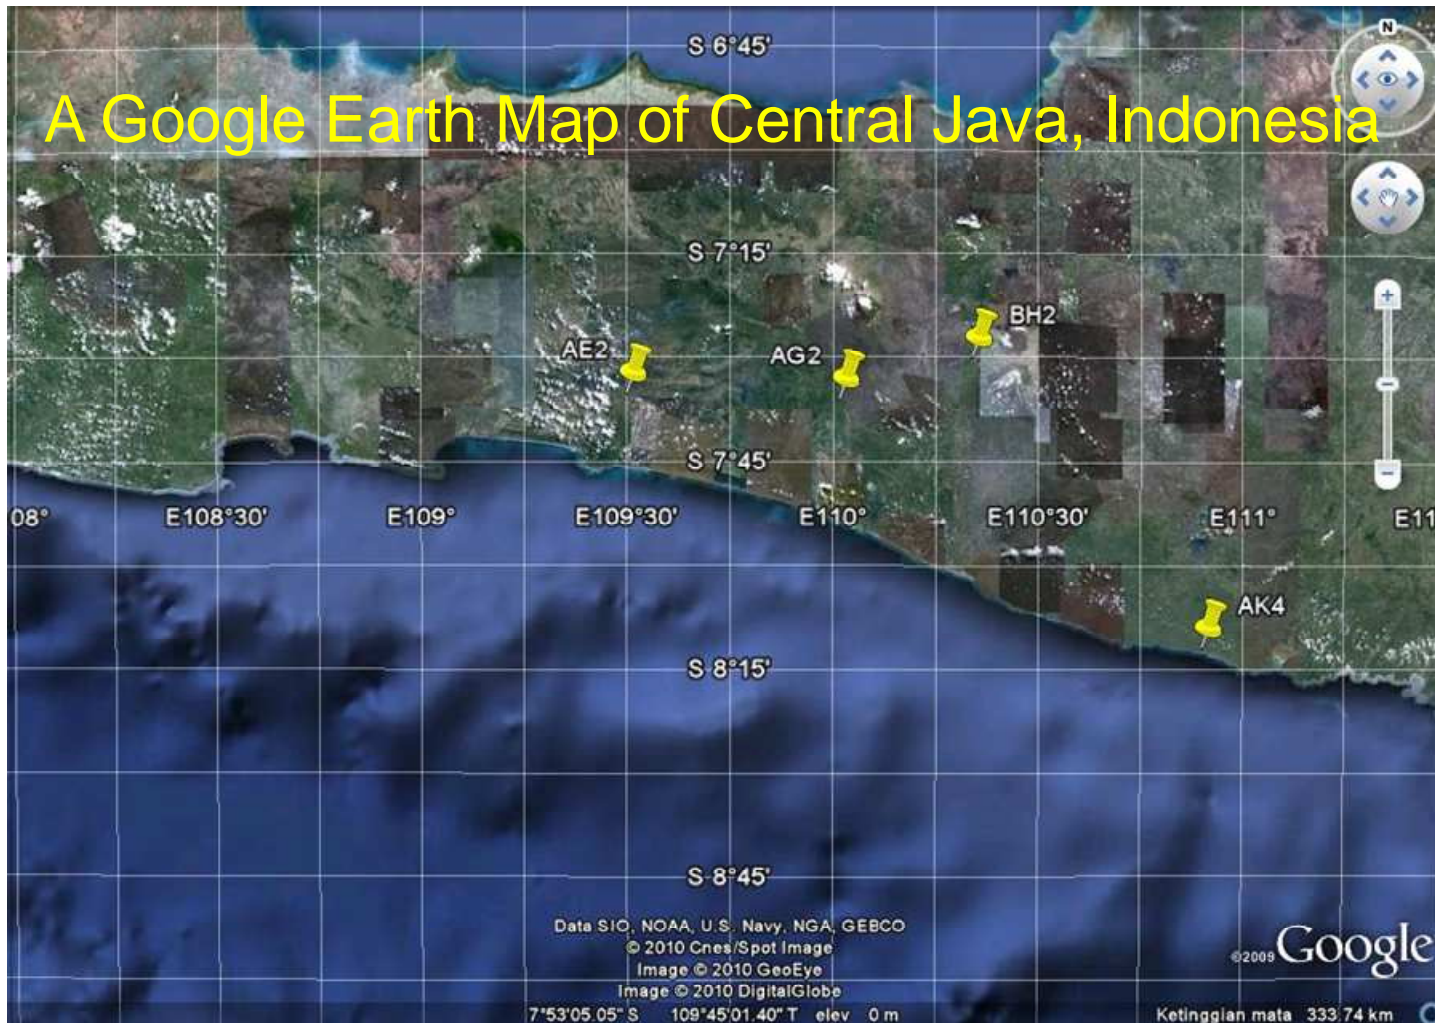 N
S 6°45'
A Google Earth Map of Central Java, Indonesia
S 7°15'
BH2
AE2
AG2
S 7°45'
08°
E108°30'
E109°
E109°30'
E110°
E110°30'
E111°
E11
AK4
S 8°15'
S 8°45'
Data SIO, NOAA, U.S. Navy, NGA, GEBCO
© 2010 Cnes/Spot Image
Image © 2010 GeoEye
Image © 2010 DigitalGlobe
©2009 Google
7°53'05.05" S 109°45'01.40" T elev 0 m
Ketinggian mata 333.74 km